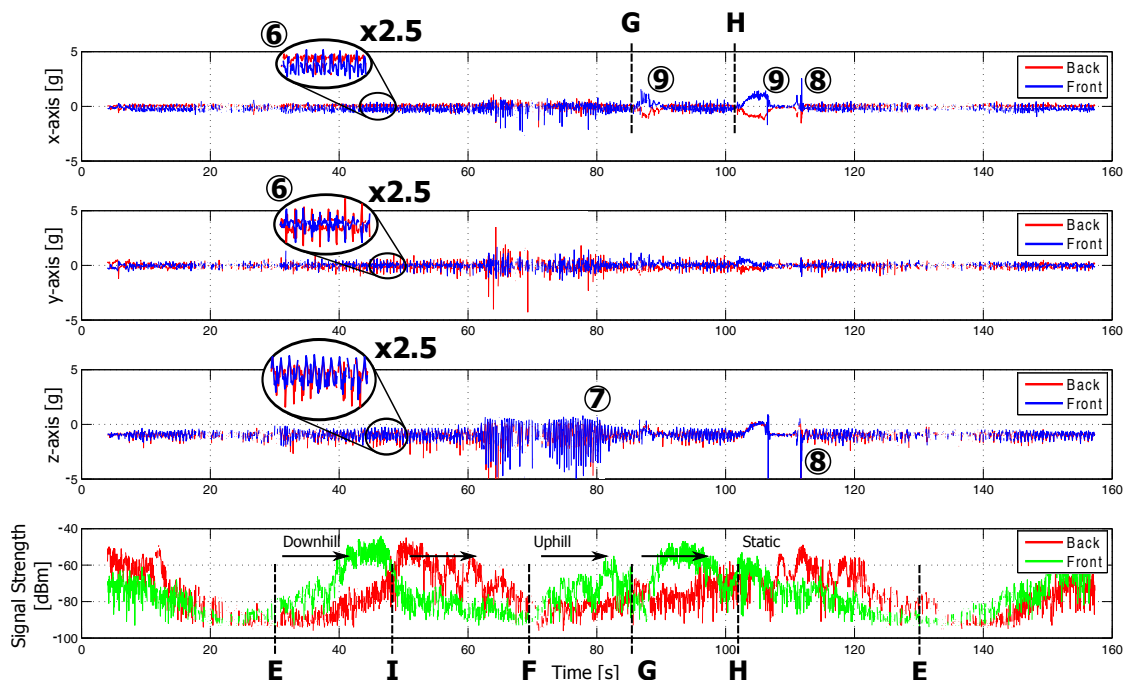 G H
⑥ x2.5
5
⑨ ⑨ ⑧
Back
Front
x-axis [g]
0
-5
0 20 40 60 80 100 120 140 160
⑥ x2.5
5
Back
Front
y-axis [g]
0
-5
0 20 40 60 80 100 120 140 160
x2.5
5
⑦
Back
Front
z-axis [g]
0
⑧
-5
0 20 40 60 80 100 120 140 160
-40
Downhill Uphill Static
Back
Front
Signal Strength
[dBm]
-60
-80
-100
0 20 40 60 80 100 120 140 160
E I F Time [s] G H E